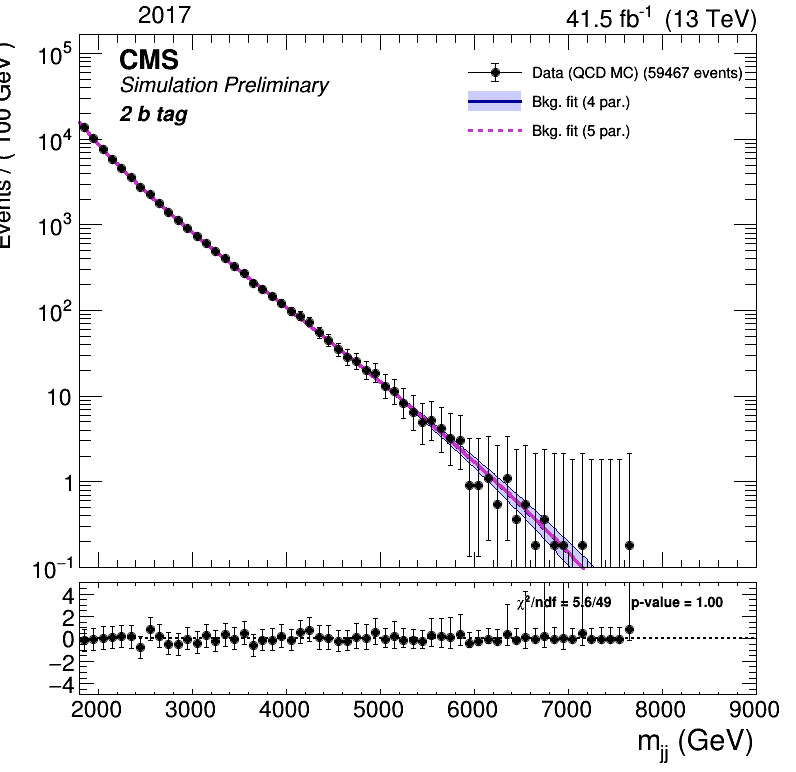 2017
41.5 fb⁻¹ (13 TeV)
CMS
Simulation Preliminary
2 b tag
Data (QCD MC) (59467 events)
Bkg. fit (4 par.)
Bkg. fit (5 par.)
Events / ( 100 GeV )
10⁵
10⁴
10³
10²
10
1
10⁻¹
χ²/ndf = 5.6/49 p-value = 1.00
4
2
0
−2
−4
2000 3000 4000 5000 6000 7000 8000 9000
m_jj (GeV)